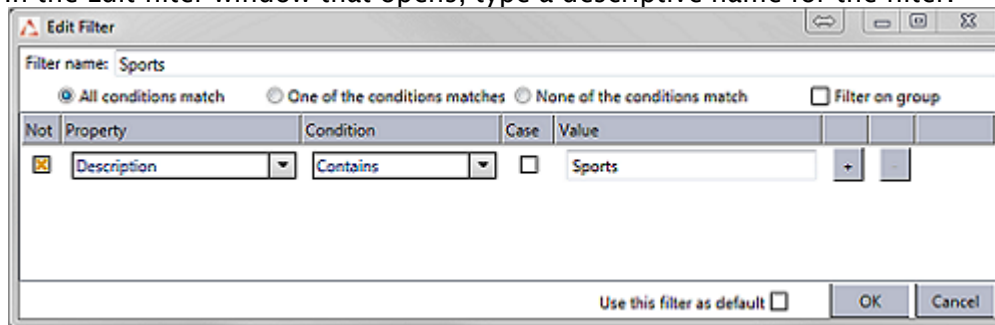 in the Edit filter window that opens, type a descriptive name for the filter.
Edit Filter
Filter name: Sports
All conditions match One of the conditions matches None of the conditions match Filter on group
Not Property Condition Case Value
Description Contains Sports + -
Use this filter as default OK Cancel